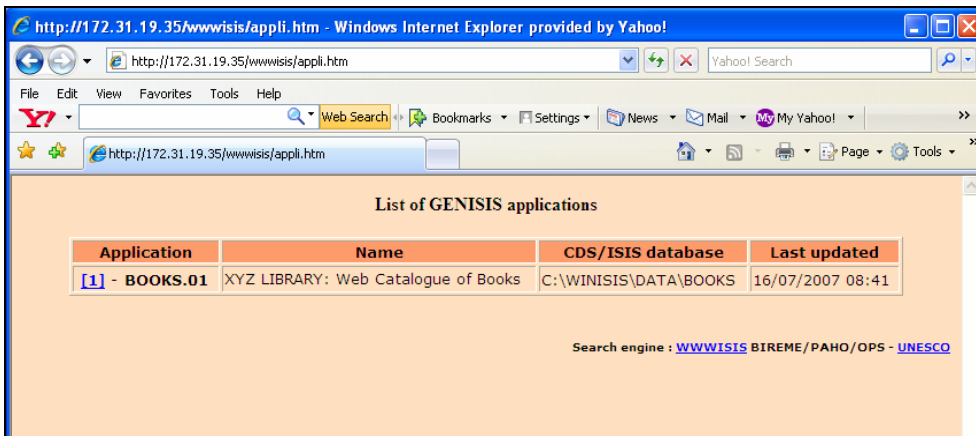 http://172.31.19.35/wwwisis/appli.htm - Windows Internet Explorer provided by Yahoo!
http://172.31.19.35/wwwisis/appli.htm Yahoo! Search
File Edit View Favorites Tools Help
Y! Web Search Bookmarks Settings News Mail My My Yahoo! »
http://172.31.19.35/wwwisis/appli.htm Page Tools »
List of GENISIS applications
Application Name CDS/ISIS database Last updated
[1] - BOOKS.01 XYZ LIBRARY: Web Catalogue of Books C:\WINISIS\DATA\BOOKS 16/07/2007 08:41
Search engine : WWWISIS BIREME/PAHO/OPS - UNESCO